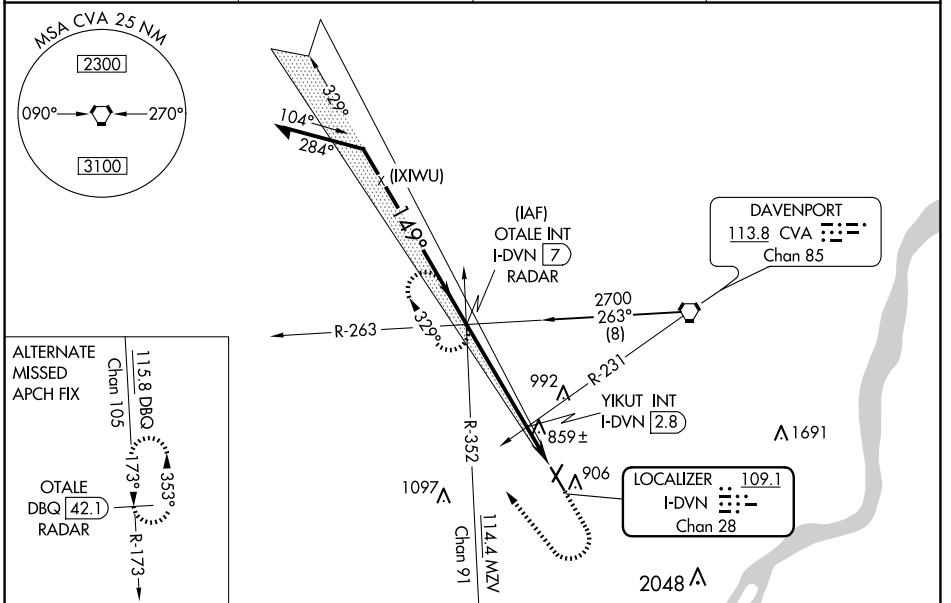 MSA CVA 25 NM
2300
090°
270°
3100
329°
104°
284°
(IXIWU)
149°
(IAF)
OTALE INT
I-DVN 7
RADAR
DAVENPORT
113.8 CVA
Chan 85
2700
263°
(8)
R-263
329°
R-231
992
YIKUT INT
I-DVN 2.8
859±
1691
R-352
906
1097
LOCALIZER 109.1
I-DVN
Chan 28
114.4 MZV
Chan 91
2048
ALTERNATE
MISSED
APCH FIX
115.8 DBQ
Chan 105
173°
353°
OTALE
DBQ 42.1
RADAR
R-173